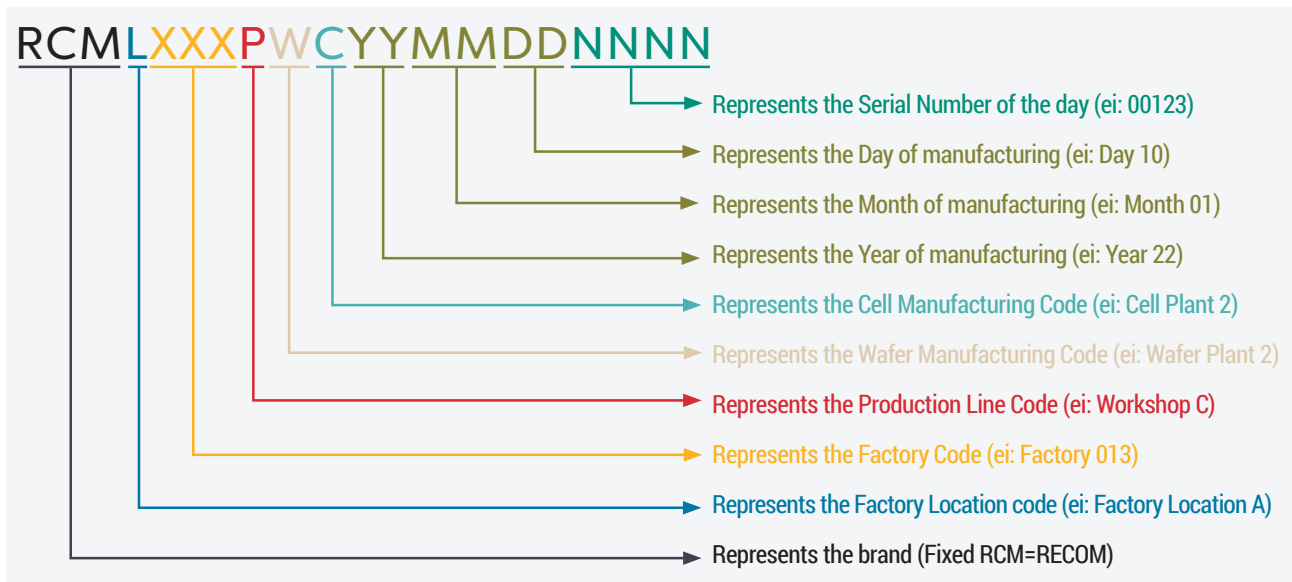 RCMLXXXPWCYYMMDDNNNN
Represents the Serial Number of the day (ei: 00123)
Represents the Day of manufacturing (ei: Day 10)
Represents the Month of manufacturing (ei: Month 01)
Represents the Year of manufacturing (ei: Year 22)
Represents the Cell Manufacturing Code (ei: Cell Plant 2)
Represents the Wafer Manufacturing Code (ei: Wafer Plant 2)
Represents the Production Line Code (ei: Workshop C)
Represents the Factory Code (ei: Factory 013)
Represents the Factory Location code (ei: Factory Location A)
Represents the brand (Fixed RCM=RECOM)